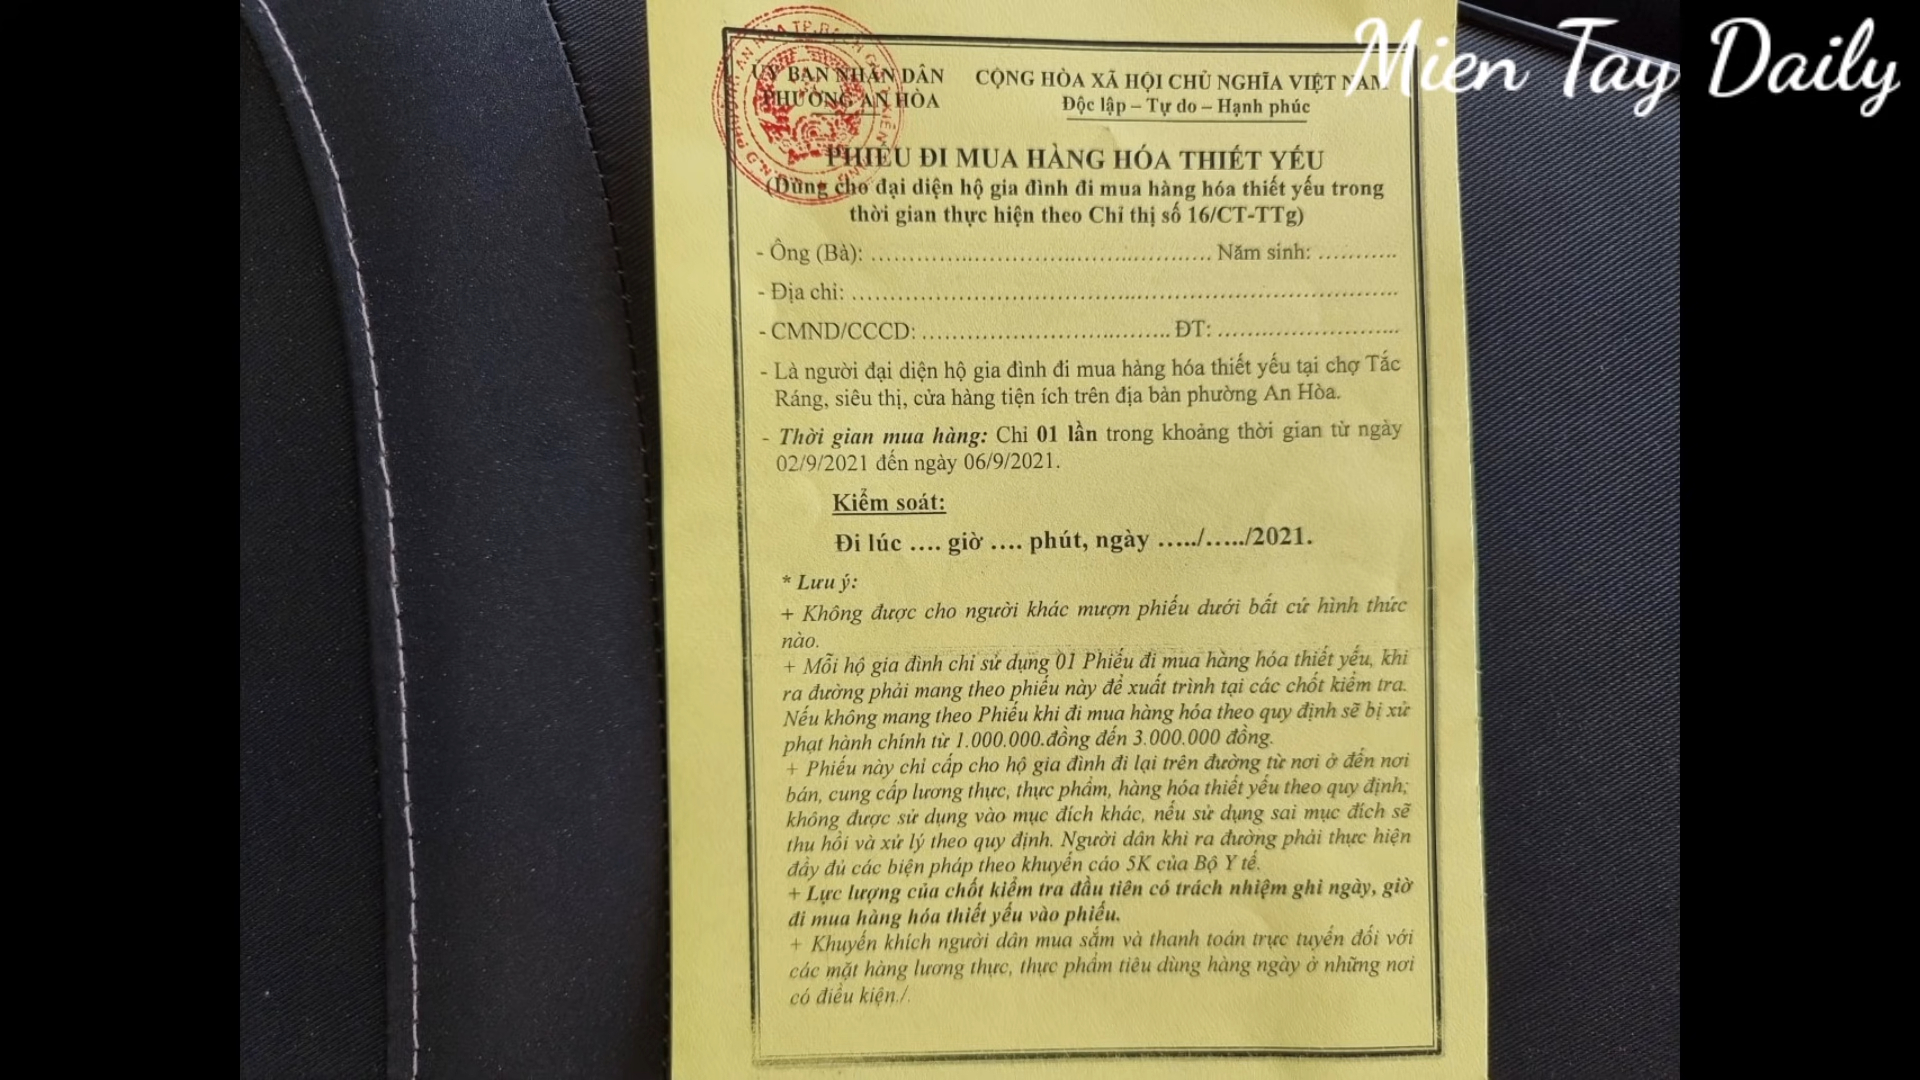 Mien Tay Daily
ỦY BAN NHÂN DÂN
PHƯỜNG AN HÒA
CỘNG HÒA XÃ HỘI CHỦ NGHĨA VIỆT NAM
Độc lập – Tự do – Hạnh phúc
PHIẾU ĐI MUA HÀNG HÓA THIẾT YẾU
(Dùng cho đại diện hộ gia đình đi mua hàng hóa thiết yếu trong
thời gian thực hiện theo Chỉ thị số 16/CT-TTg)
- Ông (Bà): ................................................ Năm sinh: ...........
- Địa chỉ: ........................................................................
- CMND/CCCD: .................................. ĐT: .........................
- Là người đại diện hộ gia đình đi mua hàng hóa thiết yếu tại chợ Tắc
Ráng, siêu thị, cửa hàng tiện ích trên địa bàn phường An Hòa.
- Thời gian mua hàng: Chỉ 01 lần trong khoảng thời gian từ ngày
02/9/2021 đến ngày 06/9/2021.
Kiểm soát:
Đi lúc .... giờ .... phút, ngày ...../...../2021.
* Lưu ý:
+ Không được cho người khác mượn phiếu dưới bất cứ hình thức
nào.
+ Mỗi hộ gia đình chỉ sử dụng 01 Phiếu đi mua hàng hóa thiết yếu, khi
ra đường phải mang theo phiếu này để xuất trình tại các chốt kiểm tra.
Nếu không mang theo Phiếu khi đi mua hàng hóa theo quy định sẽ bị xử
phạt hành chính từ 1.000.000.đồng đến 3.000.000 đồng.
+ Phiếu này chỉ cấp cho hộ gia đình đi lại trên đường từ nơi ở đến nơi
bán, cung cấp lương thực, thực phẩm, hàng hóa thiết yếu theo quy định;
không được sử dụng vào mục đích khác, nếu sử dụng sai mục đích sẽ
thu hồi và xử lý theo quy định. Người dân khi ra đường phải thực hiện
đầy đủ các biện pháp theo khuyến cáo 5K của Bộ Y tế.
+ Lực lượng của chốt kiểm tra đầu tiên có trách nhiệm ghi ngày, giờ
đi mua hàng hóa thiết yếu vào phiếu.
+ Khuyến khích người dân mua sắm và thanh toán trực tuyến đối với
các mặt hàng lương thực, thực phẩm tiêu dùng hàng ngày ở những nơi
có điều kiện./.